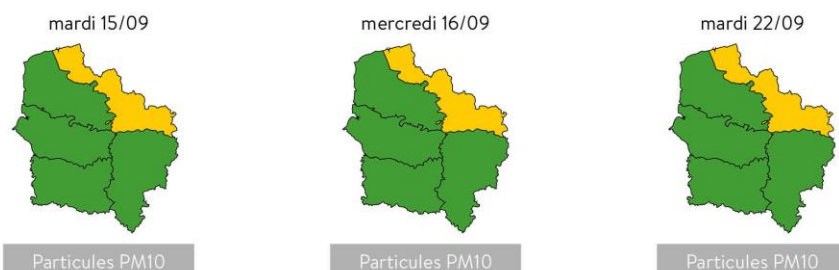 mardi 15/09
mercredi 16/09
mardi 22/09
Particules PM10
Particules PM10
Particules PM10